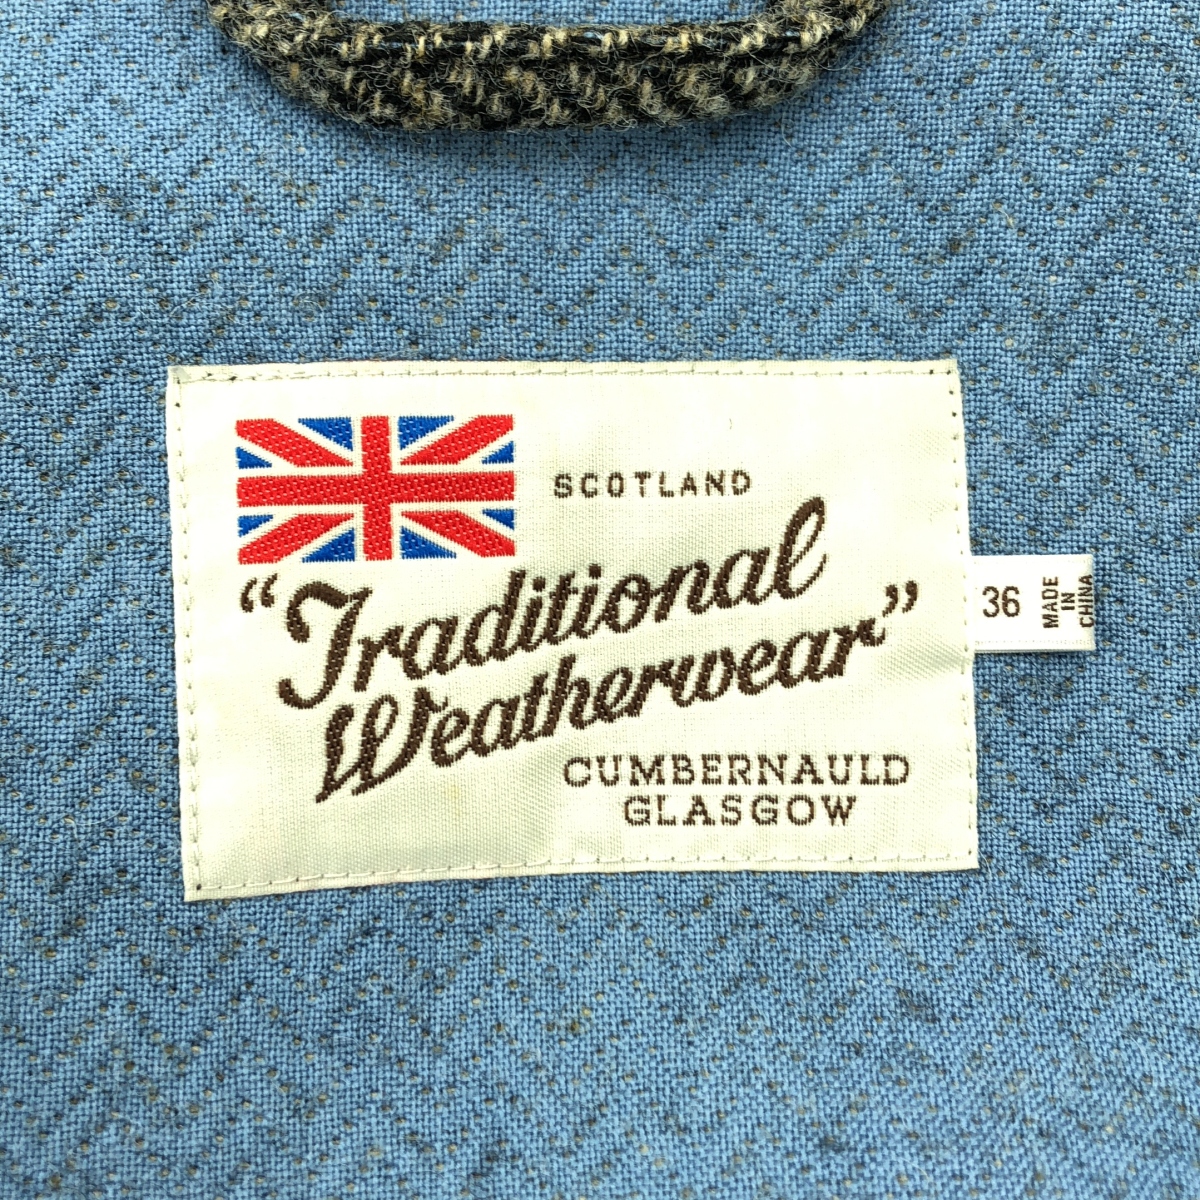 SCOTLAND
“Traditional
Weatherwear”
CUMBERNAULD
GLASGOW
36
MADE
IN
CHINA